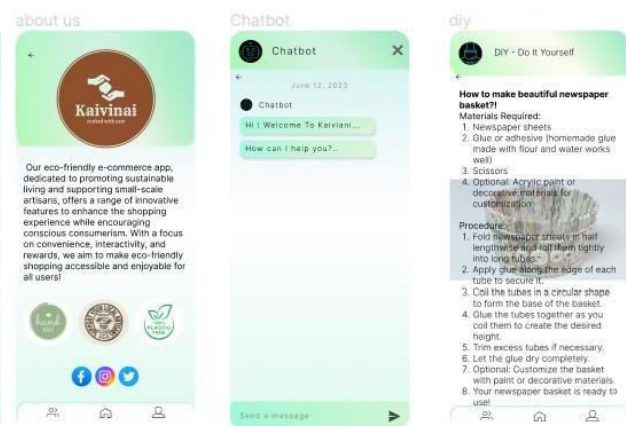 about us
Kaivinai
crafted with care
Our eco-friendly e-commerce app,
dedicated to promoting sustainable
living and supporting small-scale
artisans, offers a range of innovative
features to enhance the shopping
experience while encouraging
conscious consumerism. With a focus
on convenience, interactivity, and
rewards, we aim to make eco-friendly
shopping accessible and enjoyable for
all users!
hand
PLASTIC
FREE
Chatbot
Chatbot
June 12, 2023
Chatbot
Hi ! Welcome To Kaiviani...
How can I help you?..
Send a message
diy
DIY - Do It Yourself
How to make beautiful newspaper
basket?!
Materials Required:
1. Newspaper sheets
2. Glue or adhesive (homemade glue
made with flour and water works
well)
3. Scissors
4. Optional: Acrylic paint or
decorative materials for
customization
Procedure:
1. Fold newspaper sheets in half
lengthwise and roll them tightly
into long tubes.
2. Apply glue along the edge of each
tube to secure it.
3. Coil the tubes in a circular shape
to form the base of the basket.
4. Glue the tubes together as you
coil them to create the desired
height.
5. Trim excess tubes if necessary.
6. Let the glue dry completely.
7. Optional: Customize the basket
with paint or decorative materials.
8. Your newspaper basket is ready to
use!